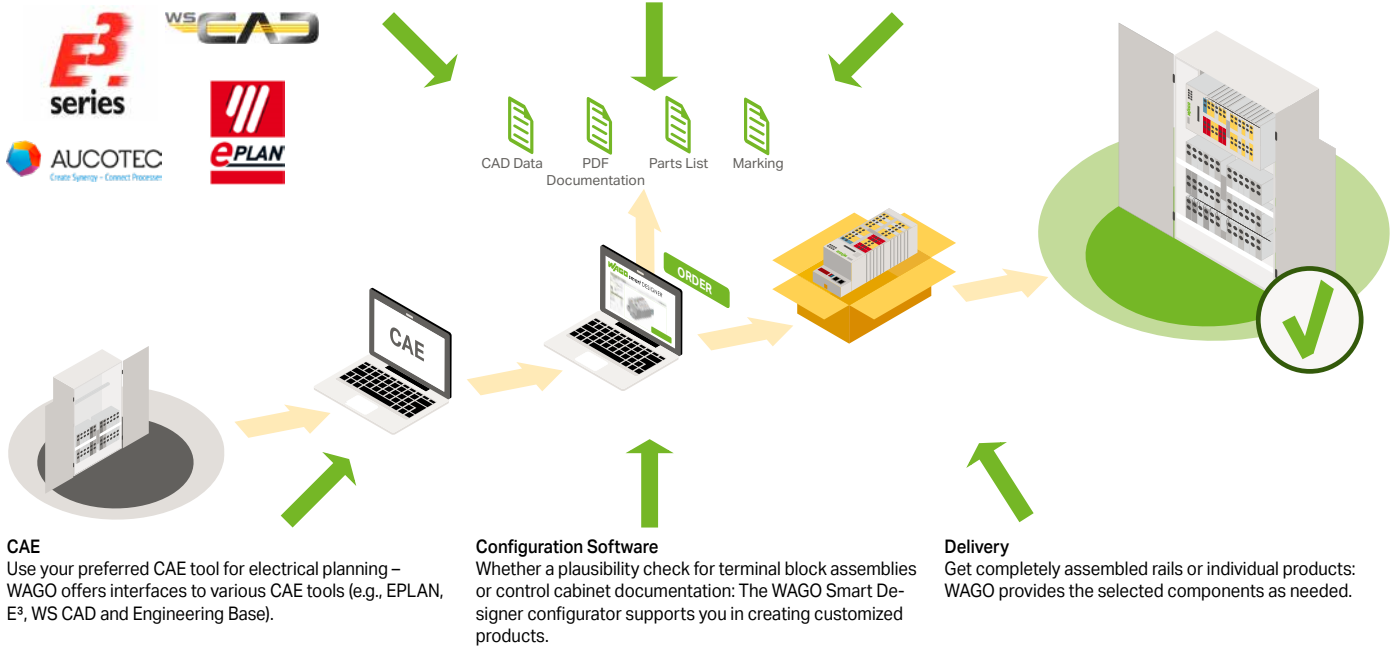 E³.
series
WS
CAD
AUCOTEC
Create Synergy – Connect Processes
ePLAN
CAD Data
PDF
Documentation
Parts List
Marking
CAE
WAGO smart DESIGNER
ORDER
CAE
Use your preferred CAE tool for electrical planning –
WAGO offers interfaces to various CAE tools (e.g., EPLAN,
E³, WS CAD and Engineering Base).
Configuration Software
Whether a plausibility check for terminal block assemblies
or control cabinet documentation: The WAGO Smart De-
signer configurator supports you in creating customized
products.
Delivery
Get completely assembled rails or individual products:
WAGO provides the selected components as needed.